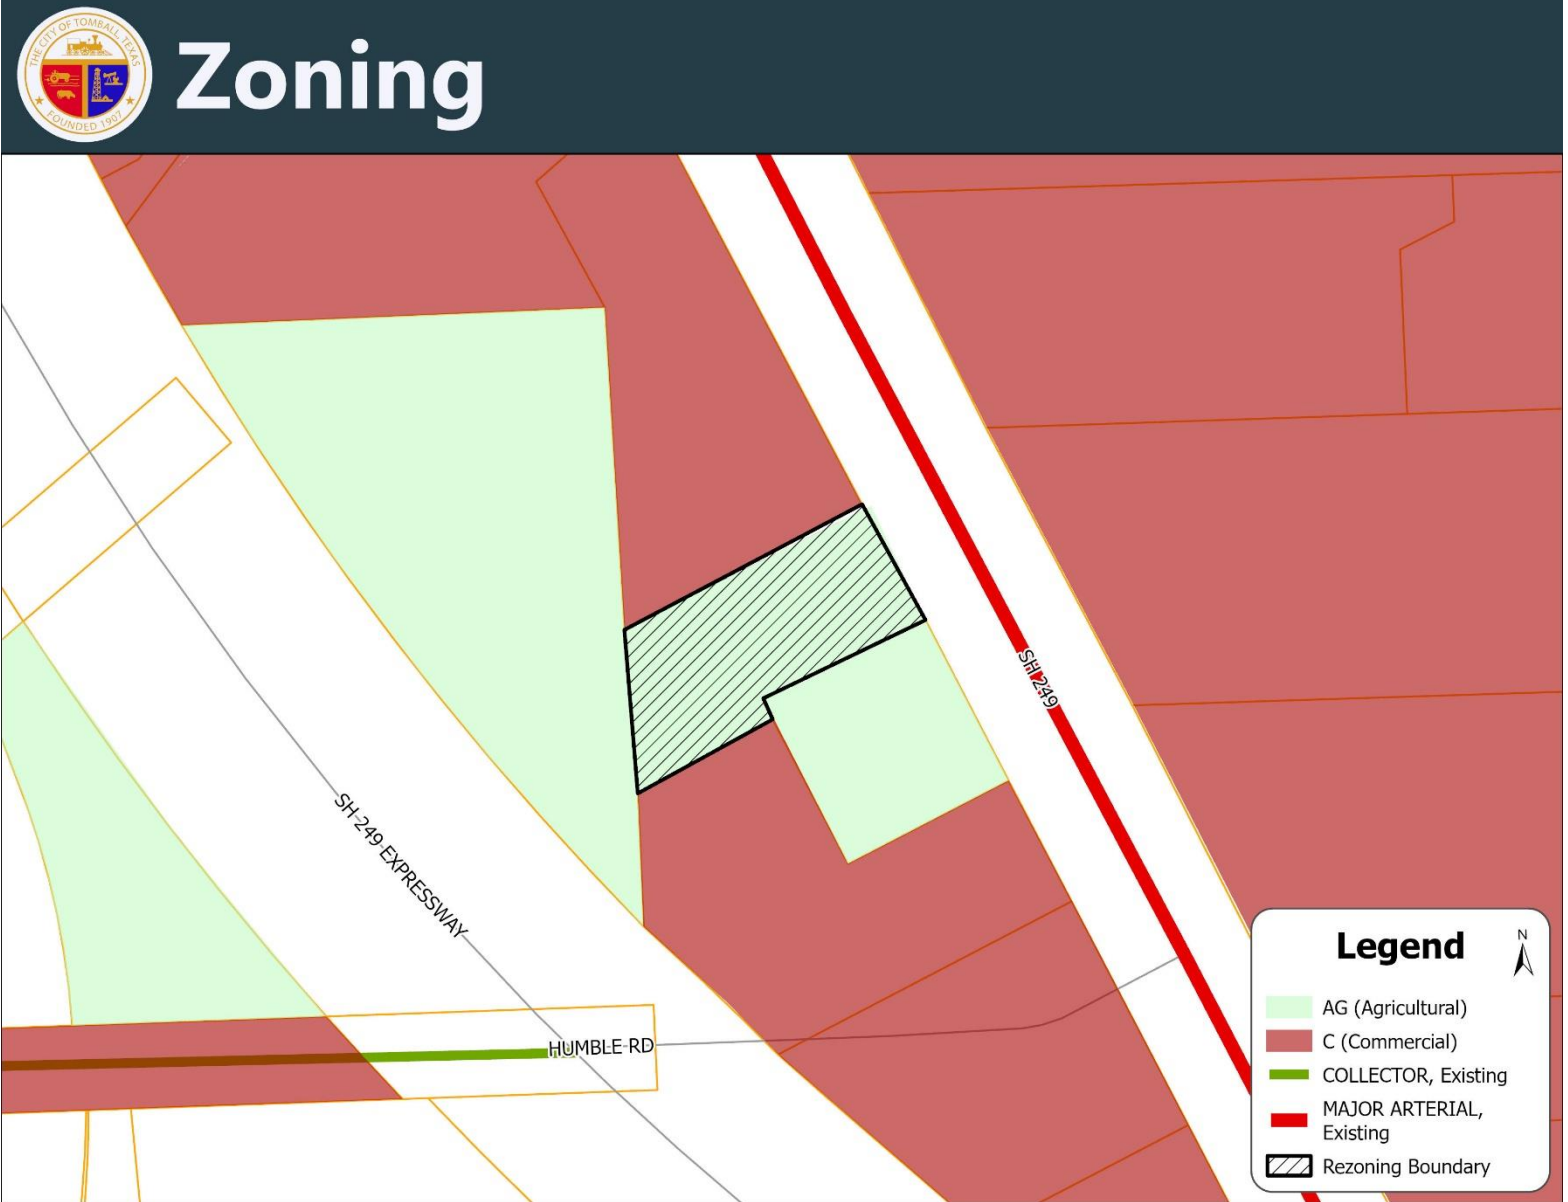 THE CITY OF TOMBALL, TEXAS
FOUNDED 1907
Zoning
SH 249
SH 249 EXPRESSWAY
HUMBLE RD
Legend
N
AG (Agricultural)
C (Commercial)
COLLECTOR, Existing
MAJOR ARTERIAL,
Existing
Rezoning Boundary